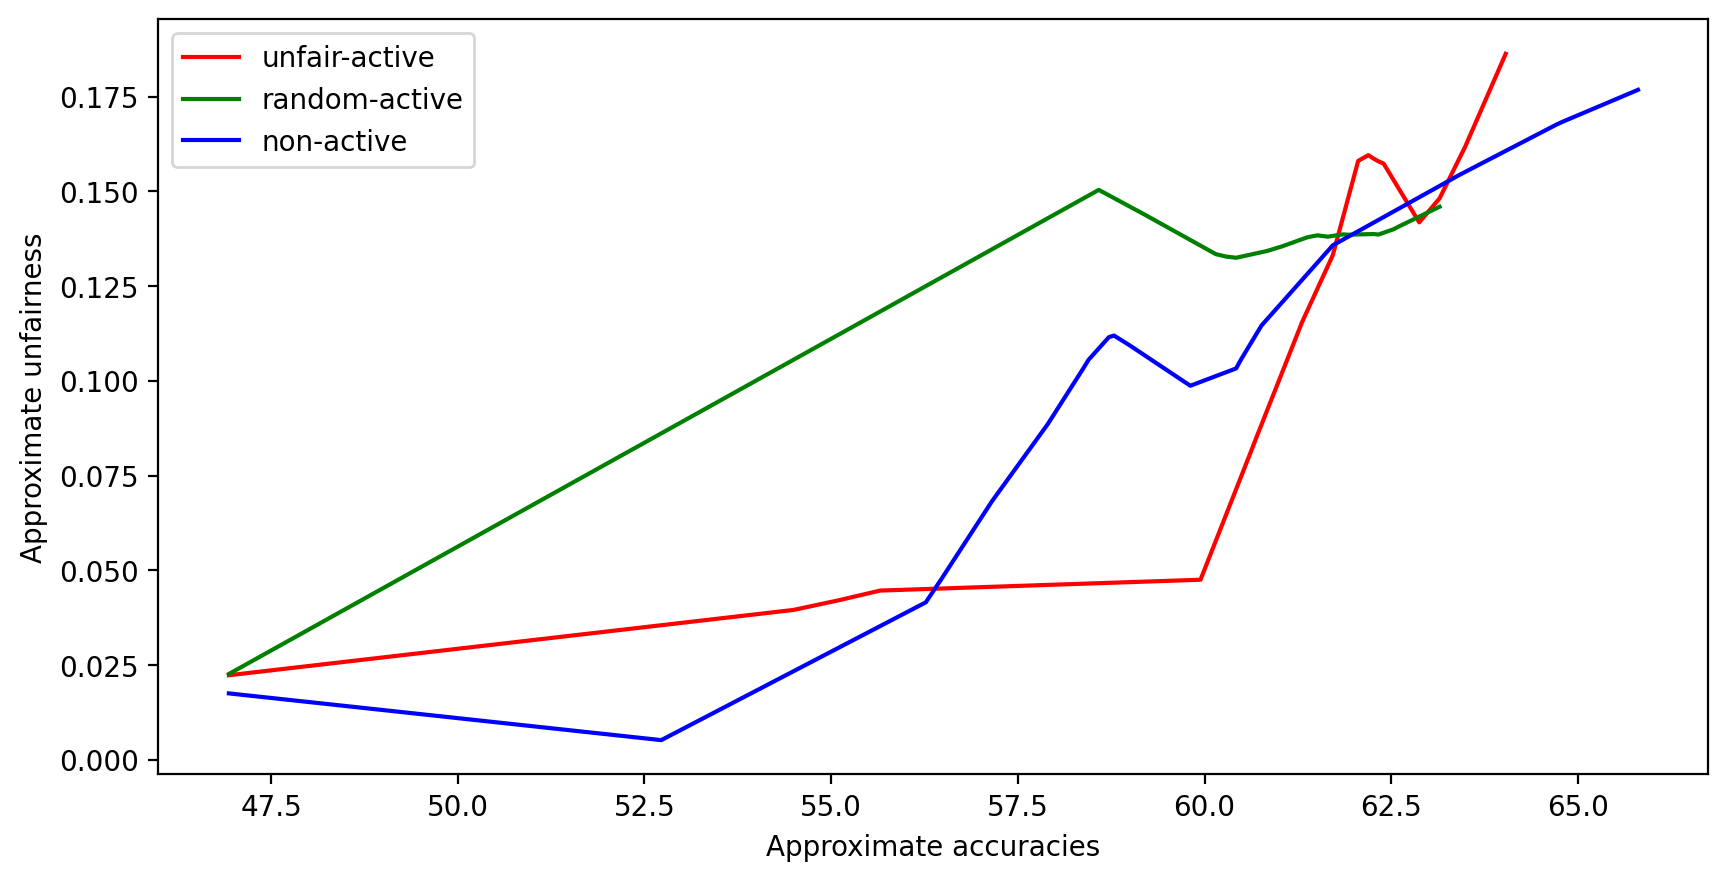 unfair-active
random-active
non-active
0.175
0.150
0.125
0.100
0.075
0.050
0.025
0.000
Approximate unfairness
47.5 50.0 52.5 55.0 57.5 60.0 62.5 65.0
Approximate accuracies